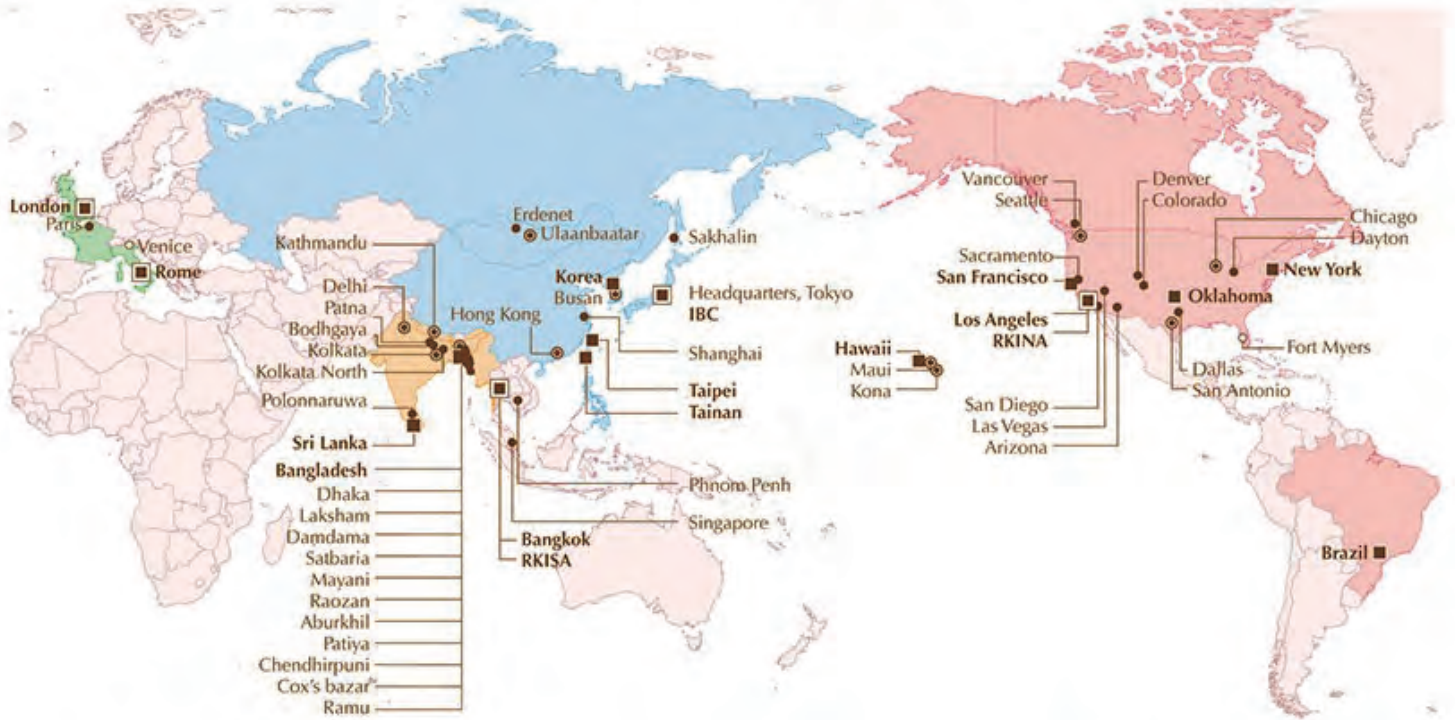 London
Paris
Venice
Rome
Kathmandu
Delhi
Patna
Bodhgaya
Kolkata
Kolkata North
Polonnaruwa
Sri Lanka
Bangladesh
Dhaka
Laksham
Damdama
Satbaria
Mayani
Raozan
Aburkhil
Patiya
Chendhirpuni
Cox's bazar
Ramu
Erdenet
Ulaanbaatar
Sakhalin
Korea
Busan
Headquarters, Tokyo
IBC
Hong Kong
Shanghai
Taipei
Tainan
Phnom Penh
Singapore
Bangkok
RKISA
Hawaii
Maui
Kona
Vancouver
Seattle
Sacramento
San Francisco
Los Angeles
RKINA
San Diego
Las Vegas
Arizona
Denver
Colorado
Chicago
Dayton
New York
Oklahoma
Fort Myers
Dallas
San Antonio
Brazil